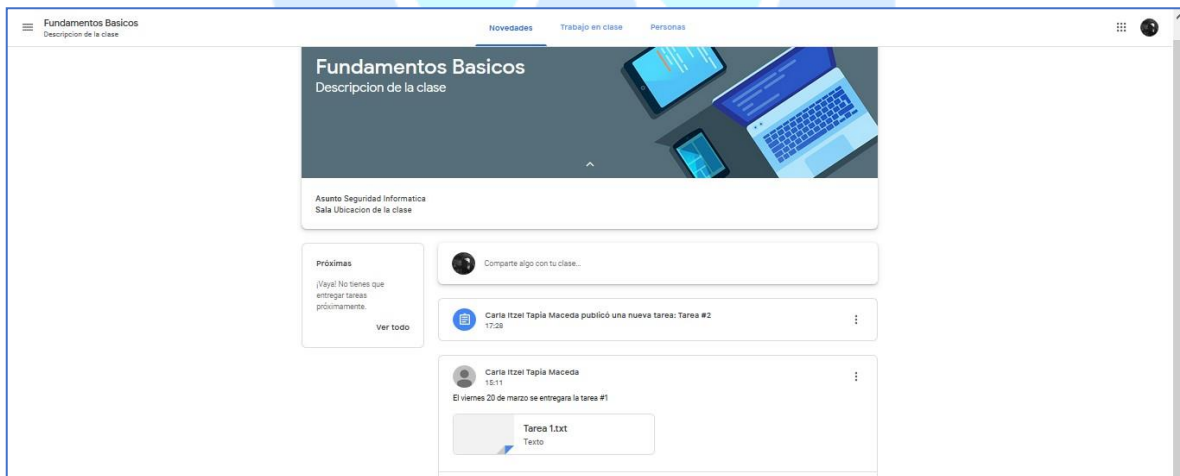 Fundamentos Basicos
Descripcion de la clase
Novedades
Trabajo en clase
Personas
Fundamentos Basicos
Descripcion de la clase
Asunto Seguridad Informatica
Sala Ubicacion de la clase
Próximas
¡Vaya! No tienes que
entregar tareas
próximamente.
Ver todo
Comparte algo con tu clase...
Carla Itzel Tapia Maceda publicó una nueva tarea: Tarea #2
17:28
Carla Itzel Tapia Maceda
15:11
El viernes 20 de marzo se entregara la tarea #1
Tarea 1.txt
Texto